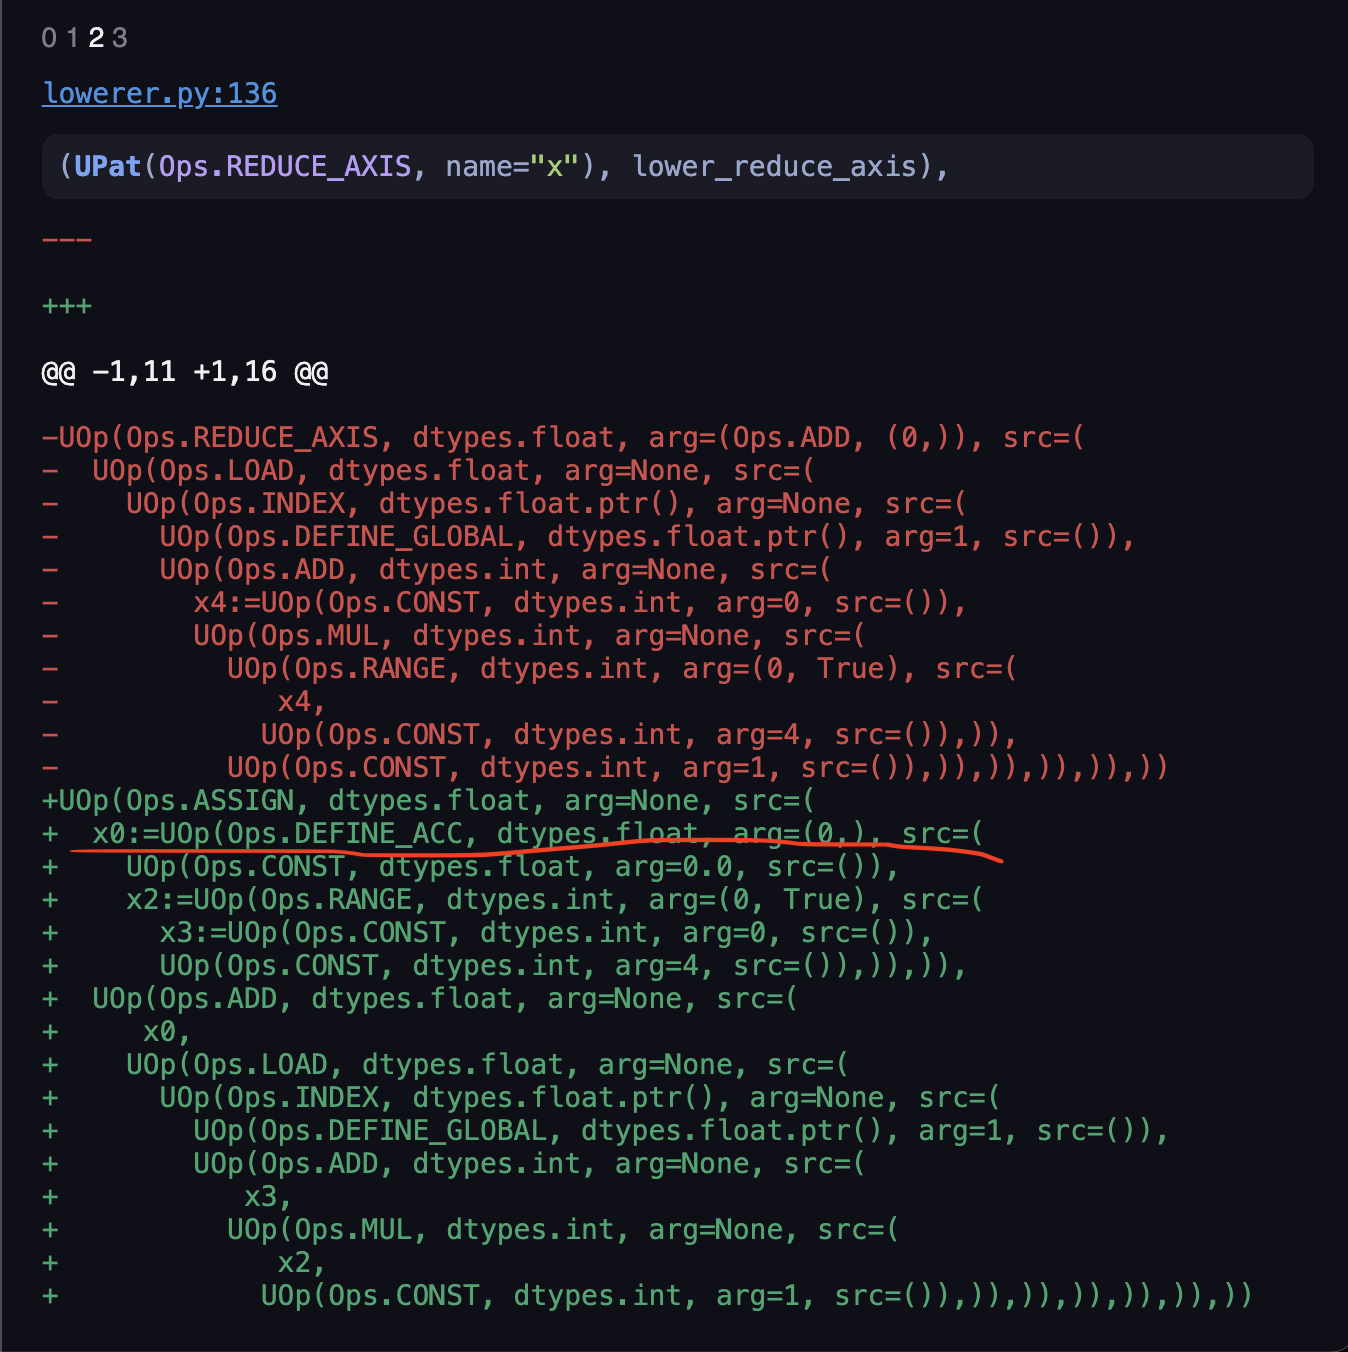 0 1 2 3
lowerer.py:136
(UPat(Ops.REDUCE_AXIS, name="x"), lower_reduce_axis),
---
+++
@@ -1,11 +1,16 @@
-UOp(Ops.REDUCE_AXIS, dtypes.float, arg=(Ops.ADD, (0,)), src=(
-  UOp(Ops.LOAD, dtypes.float, arg=None, src=(
-    UOp(Ops.INDEX, dtypes.float.ptr(), arg=None, src=(
-      UOp(Ops.DEFINE_GLOBAL, dtypes.float.ptr(), arg=1, src=()),
-      UOp(Ops.ADD, dtypes.int, arg=None, src=(
-        x4:=UOp(Ops.CONST, dtypes.int, arg=0, src=()),
-        UOp(Ops.MUL, dtypes.int, arg=None, src=(
-          UOp(Ops.RANGE, dtypes.int, arg=(0, True), src=(
-             x4,
-            UOp(Ops.CONST, dtypes.int, arg=4, src=()),)),
-          UOp(Ops.CONST, dtypes.int, arg=1, src=()),)),)),)),)),))
+UOp(Ops.ASSIGN, dtypes.float, arg=None, src=(
+  x0:=UOp(Ops.DEFINE_ACC, dtypes.float, arg=(0,), src=(
+    UOp(Ops.CONST, dtypes.float, arg=0.0, src=()),
+    x2:=UOp(Ops.RANGE, dtypes.int, arg=(0, True), src=(
+      x3:=UOp(Ops.CONST, dtypes.int, arg=0, src=()),
+      UOp(Ops.CONST, dtypes.int, arg=4, src=()),)),)),
+  UOp(Ops.ADD, dtypes.float, arg=None, src=(
+     x0,
+    UOp(Ops.LOAD, dtypes.float, arg=None, src=(
+      UOp(Ops.INDEX, dtypes.float.ptr(), arg=None, src=(
+        UOp(Ops.DEFINE_GLOBAL, dtypes.float.ptr(), arg=1, src=()),
+        UOp(Ops.ADD, dtypes.int, arg=None, src=(
+           x3,
+          UOp(Ops.MUL, dtypes.int, arg=None, src=(
+             x2,
+            UOp(Ops.CONST, dtypes.int, arg=1, src=()),)),)),)),)),)),))